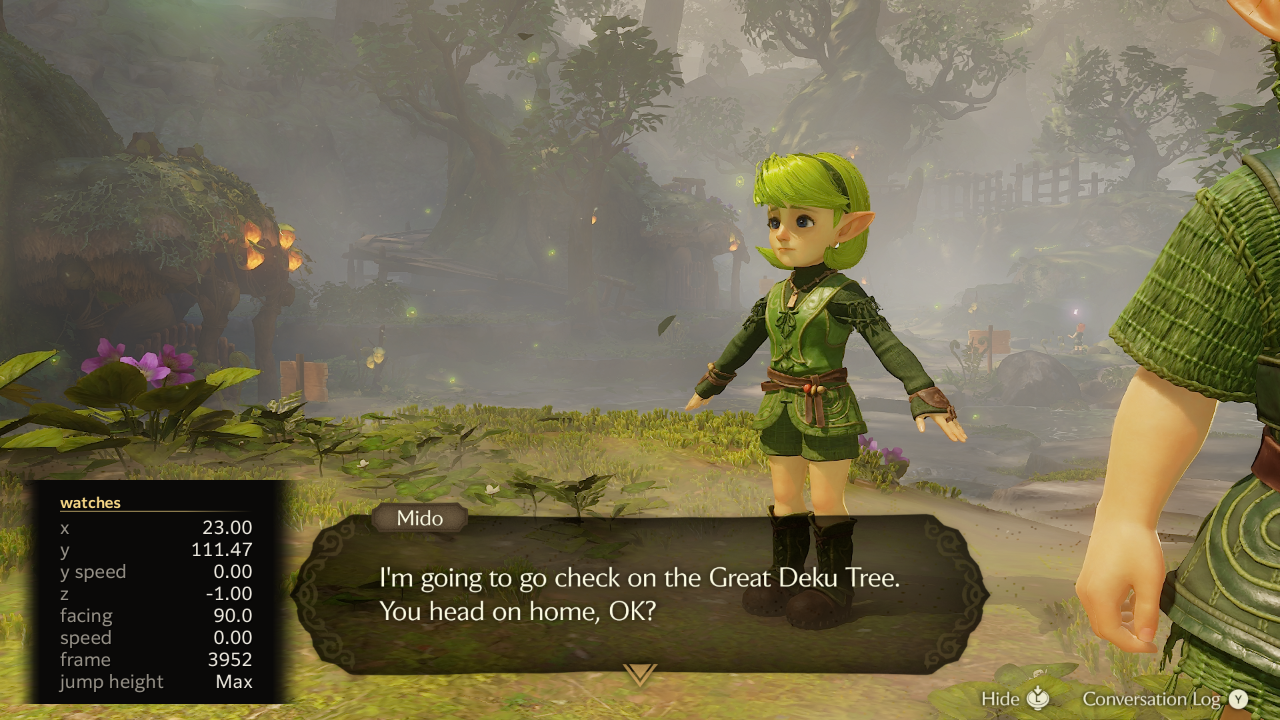 Mido
I'm going to go check on the Great Deku Tree.
You head on home, OK?
watches
x 23.00
y 111.47
y speed 0.00
z -1.00
facing 90.0
speed 0.00
frame 3952
jump height Max
Hide L
Conversation Log Y